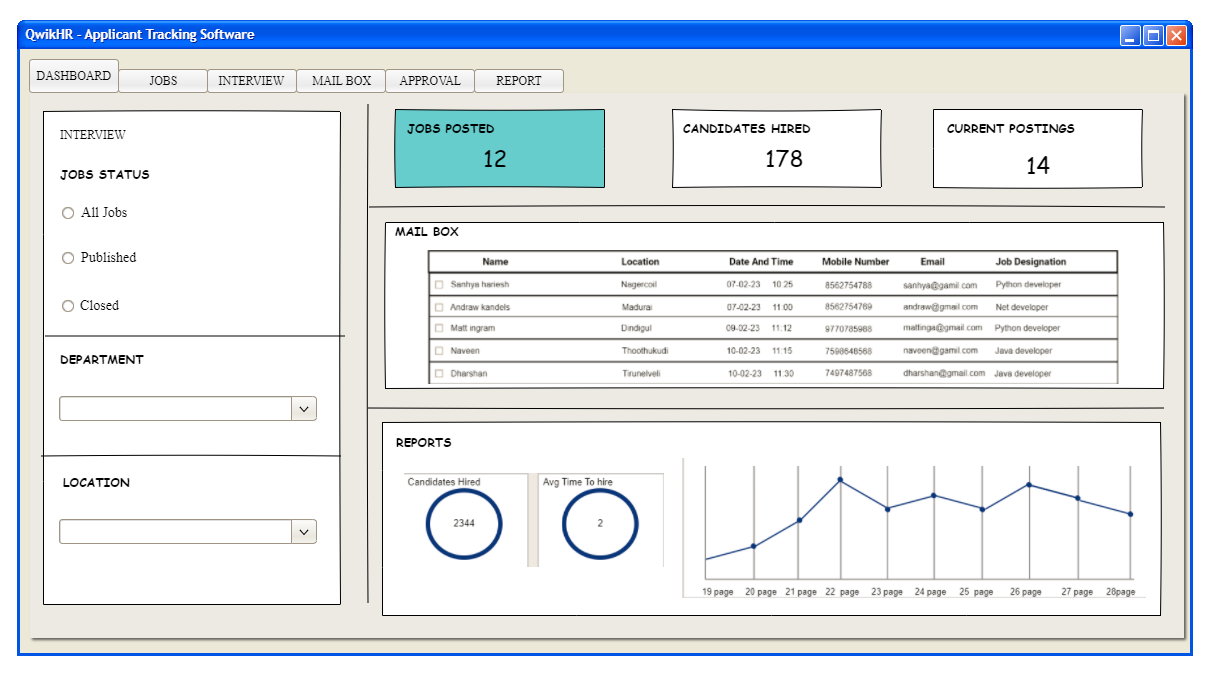 QwikHR - Applicant Tracking Software
DASHBOARD JOBS INTERVIEW MAIL BOX APPROVAL REPORT
INTERVIEW
JOBS STATUS
All Jobs
Published
Closed
DEPARTMENT
LOCATION
JOBS POSTED
12
CANDIDATES HIRED
178
CURRENT POSTINGS
14
MAIL BOX
Name Location Date And Time Mobile Number Email Job Designation
Sanhya hariesh Nagercoil 07-02-23 10.25 8562754788 sanhya@gamil.com Python developer
Andraw kandels Madurai 07-02-23 11:00 8562754769 andraw@gmail.com Net developer
Matt ingram Dindigul 09-02-23 11:12 9770785988 mattinga@gmail.com Python developer
Naveen Thoothukudi 10-02-23 11:15 7598648568 naveen@gamil.com Java developer
Dharshan Tirunelveli 10-02-23 11.30 7497487568 dharshan@gmail.com Java developer
REPORTS
Candidates Hired
2344
Avg Time To hire
2
19 page 20 page 21 page 22 page 23 page 24 page 25 page 26 page 27 page 28page